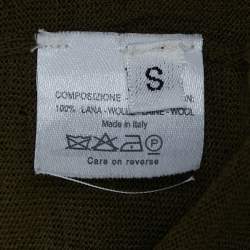 S
COMPOSIZIONE -
100% LANA - WOLLE - LAINE - WOOL
Made in Italy
Care on reverse